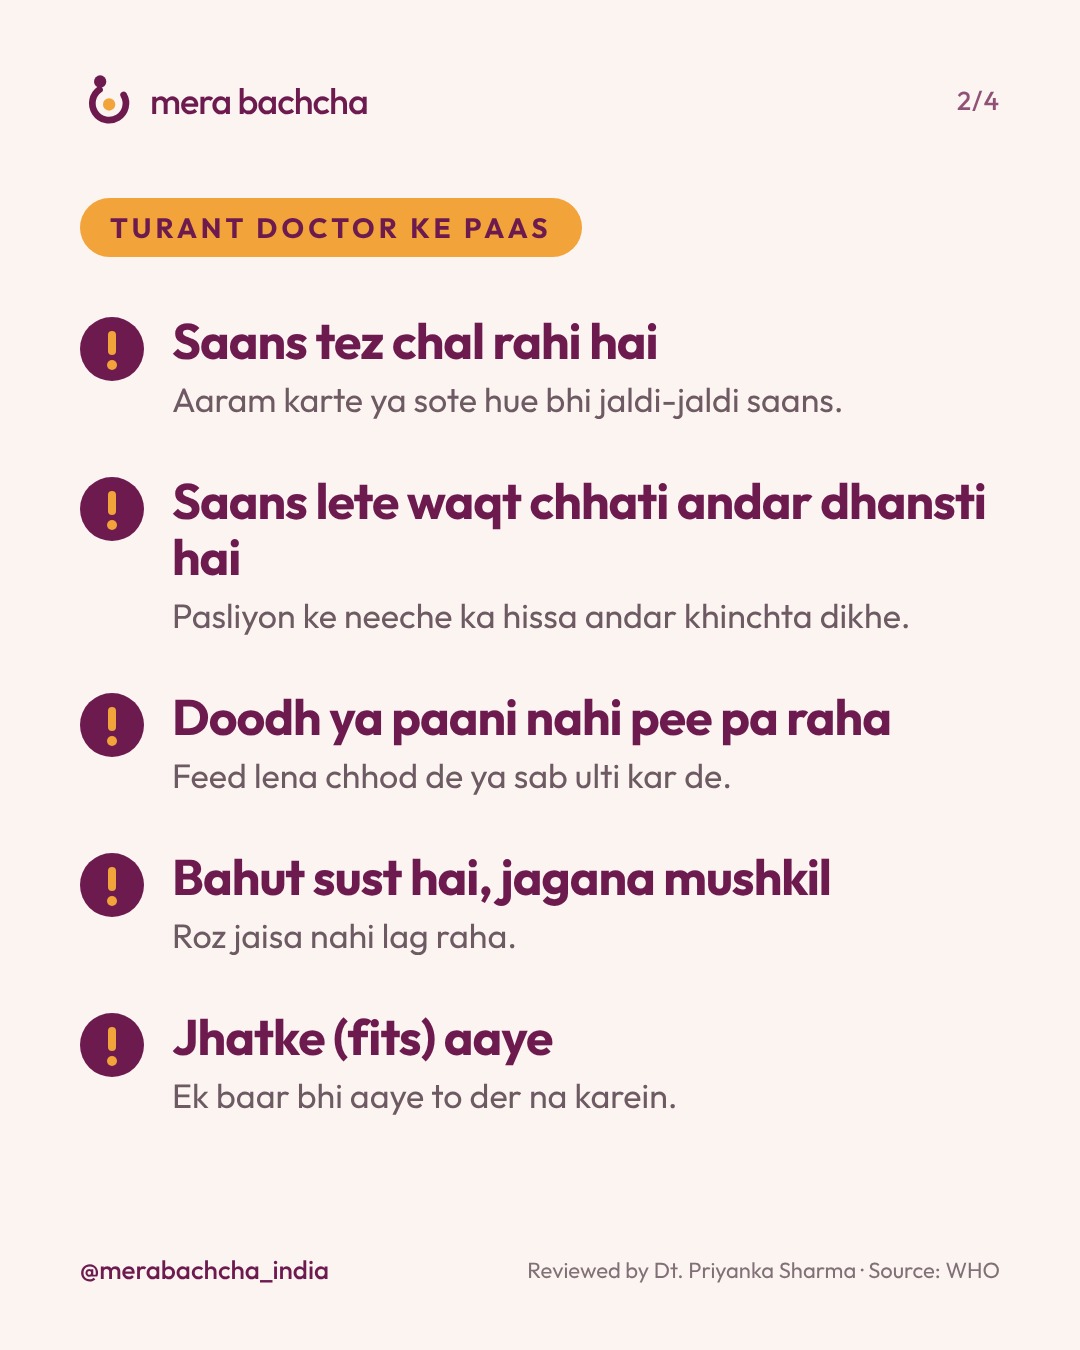 mera bachcha
2/4
TURANT DOCTOR KE PAAS
Saans tez chal rahi hai
Aaram karte ya sote hue bhi jaldi-jaldi saans.
Saans lete waqt chhati andar dhansti
hai
Pasliyon ke neeche ka hissa andar khinchta dikhe.
Doodh ya paani nahi pee pa raha
Feed lena chhod de ya sab ulti kar de.
Bahut sust hai, jagana mushkil
Roz jaisa nahi lag raha.
Jhatke (fits) aaye
Ek baar bhi aaye to der na karein.
@merabachcha_india
Reviewed by Dt. Priyanka Sharma · Source: WHO